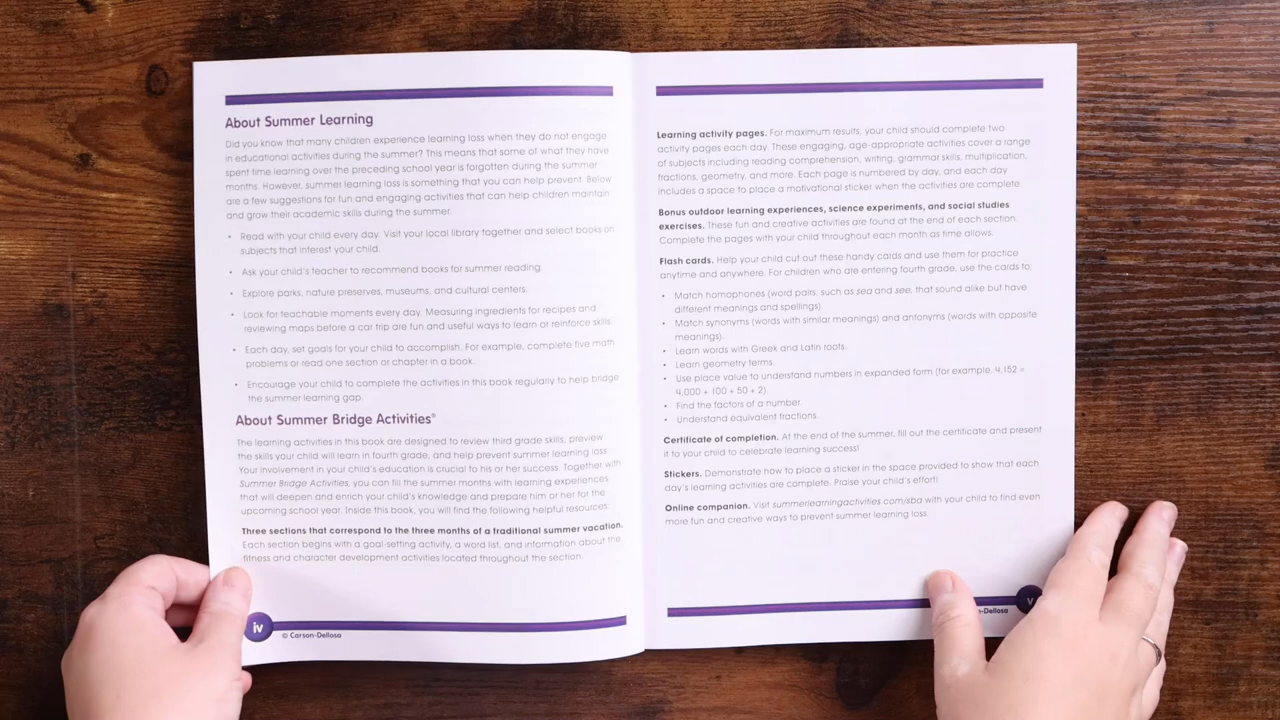 About Summer Learning
Did you know that many children experience learning loss when they do not engage
in educational activities during the summer? This means that some of what they have
spent time learning over the preceding school year is forgotten during the summer
months. However, summer learning loss is something that you can help prevent. Below
are a few suggestions for fun and engaging activities that can help children maintain
and grow their academic skills during the summer.
• Read with your child every day. Visit your local library together and select books on
subjects that interest your child.
• Ask your child's teacher to recommend books for summer reading.
• Explore parks, nature preserves, museums, and cultural centers.
• Look for teachable moments every day. Measuring ingredients for recipes and
reviewing maps before a car trip are fun and useful ways to learn or reinforce skills.
• Each day, set goals for your child to accomplish. For example, complete five math
problems or read one section or chapter in a book.
• Encourage your child to complete the activities in this book regularly to help bridge
the summer learning gap.
About Summer Bridge Activities®
The learning activities in this book are designed to review third grade skills, preview
the skills your child will learn in fourth grade, and help prevent summer learning loss.
Your involvement in your child's education is crucial to his or her success. Together with
Summer Bridge Activities, you can fill the summer months with learning experiences
that will deepen and enrich your child's knowledge and prepare him or her for the
upcoming school year. Inside this book, you will find the following helpful resources:
Three sections that correspond to the three months of a traditional summer vacation.
Each section begins with a goal-setting activity, a word list, and information about the
fitness and character development activities located throughout the section.
iv
© Carson-Dellosa
Learning activity pages. For maximum results, your child should complete two
activity pages each day. These engaging, age-appropriate activities cover a range
of subjects including reading comprehension, writing, grammar skills, multiplication,
fractions, geometry, and more. Each page is numbered by day, and each day
includes a space to place a motivational sticker when the activities are complete.
Bonus outdoor learning experiences, science experiments, and social studies
exercises. These fun and creative activities are found at the end of each section.
Complete the pages with your child throughout each month as time allows.
Flash cards. Help your child cut out these handy cards and use them for practice
anytime and anywhere. For children who are entering fourth grade, use the cards to:
• Match homophones (word pairs, such as sea and see, that sound alike but have
different meanings and spellings).
• Match synonyms (words with similar meanings) and antonyms (words with opposite
meanings).
• Learn words with Greek and Latin roots.
• Learn geometry terms.
• Use place value to understand numbers in expanded form (for example, 4,152 =
4,000 + 100 + 50 + 2).
• Find the factors of a number.
• Understand equivalent fractions.
Certificate of completion. At the end of the summer, fill out the certificate and present
it to your child to celebrate learning success!
Stickers. Demonstrate how to place a sticker in the space provided to show that each
day's learning activities are complete. Praise your child's effort!
Online companion. Visit summerlearningactivities.com/sba with your child to find even
more fun and creative ways to prevent summer learning loss.
v
n-Dellosa